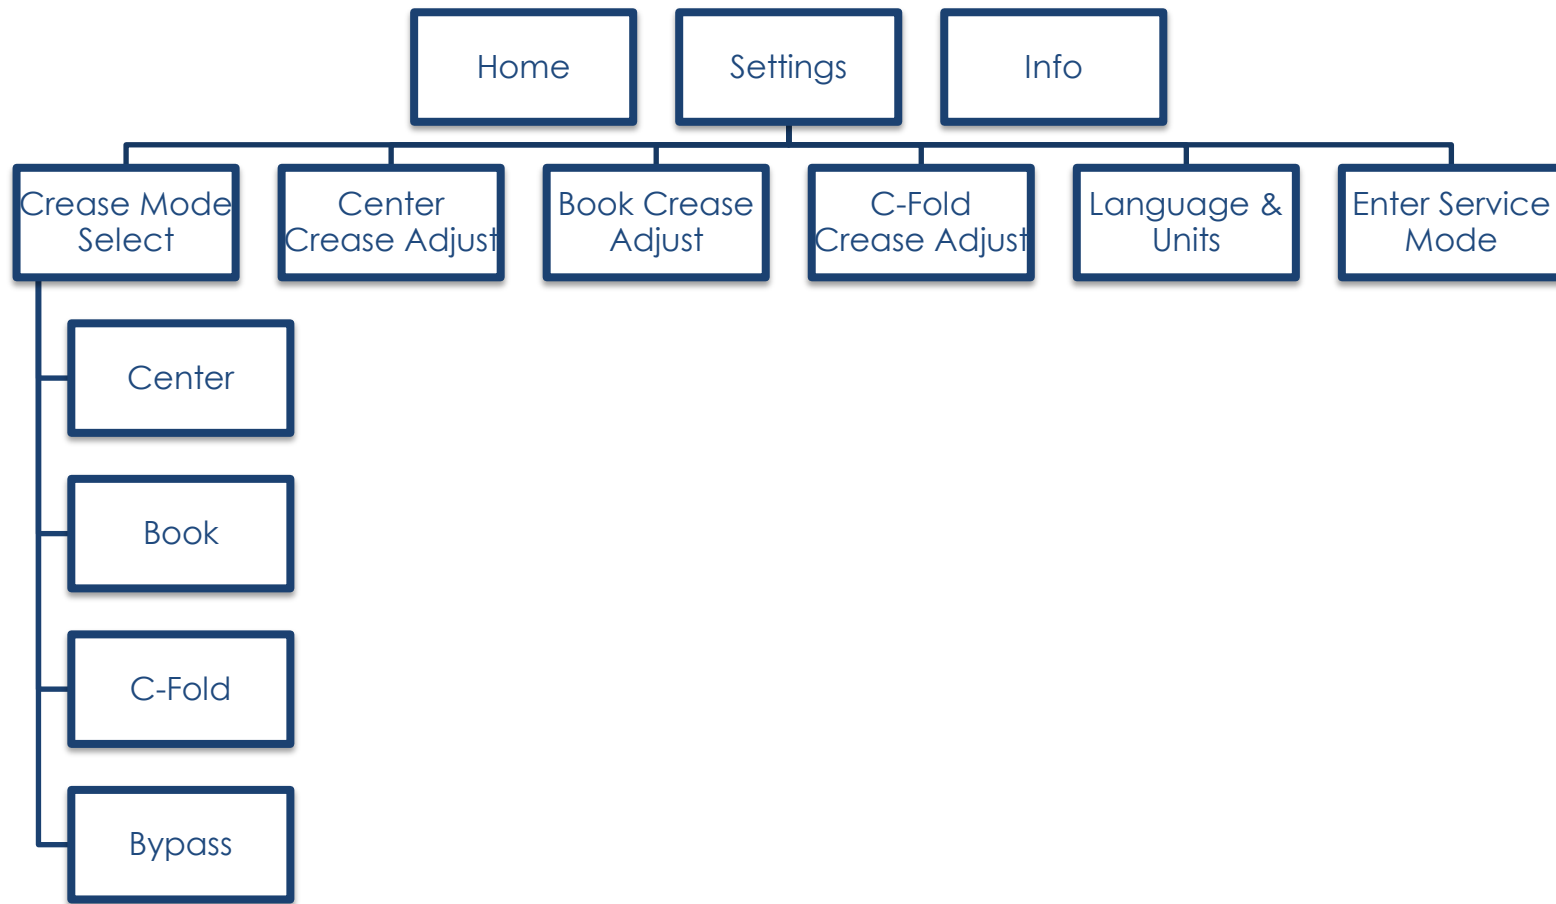 Home
Settings
Info
Crease Mode
Select
Center
Crease Adjust
Book Crease
Adjust
C-Fold
Crease Adjust
Language &
Units
Enter Service
Mode
Center
Book
C-Fold
Bypass